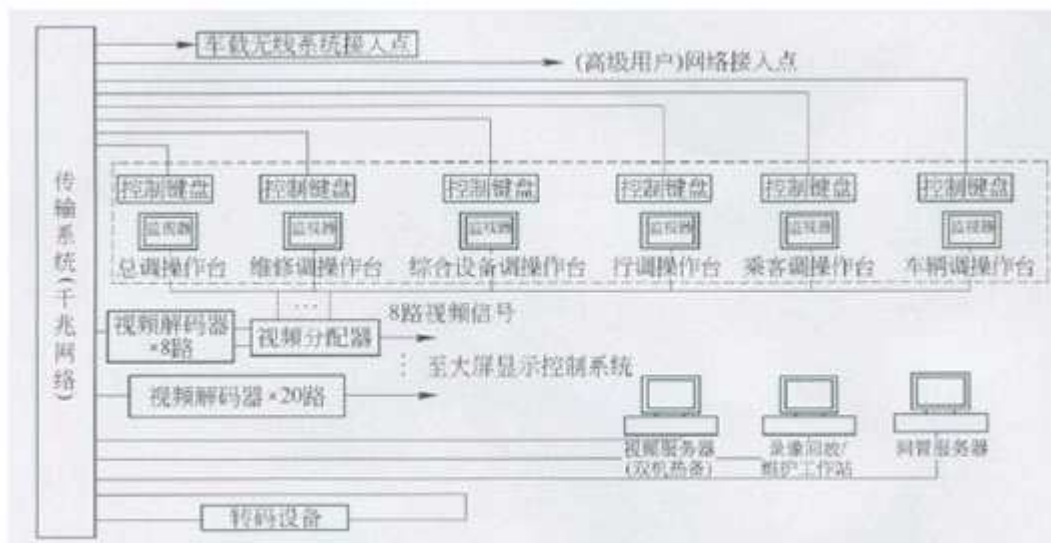 传输系统(千兆网络)
车载无线系统接入点
(高级用户)网络接入点
控制键盘 控制键盘 控制键盘 控制键盘 控制键盘 控制键盘
监视器 监视器 监视器 监视器 监视器 监视器
总调操作台 维修调操作台 综合设备调操作台 行调操作台 乘客调操作台 车辆调操作台
8路视频信号
视频解码器
×8路
视频分配器
至大屏显示控制系统
视频解码器×20路
视频服务器
(双机热备)
录像回放/
维护工作站
网管服务器
转码设备